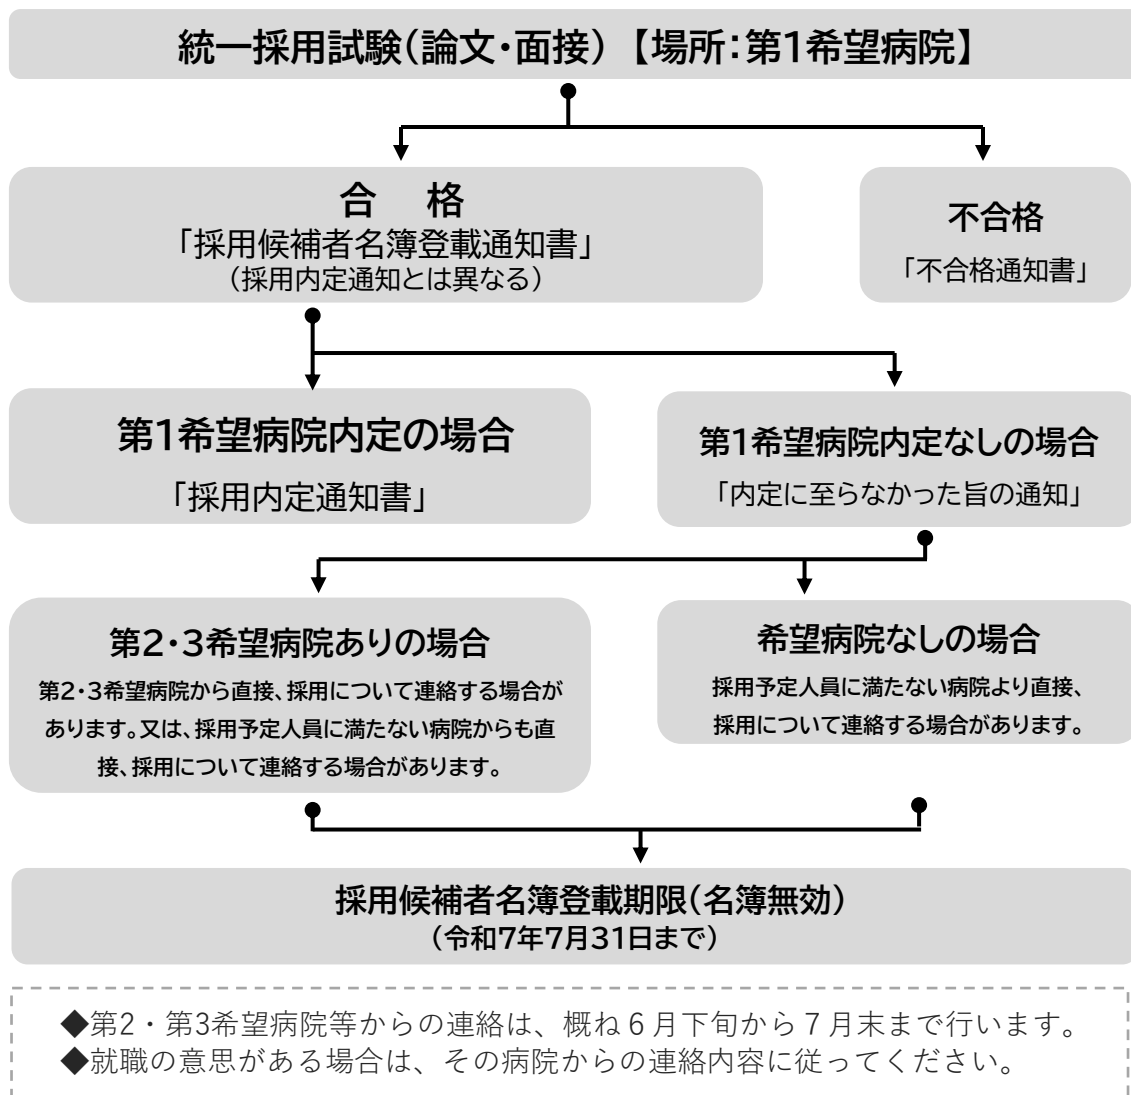 統一採用試験(論文・面接) 【場所:第1希望病院】
合 格
「採用候補者名簿登載通知書」
(採用内定通知とは異なる)
不合格
「不合格通知書」
第1希望病院内定の場合
「採用内定通知書」
第1希望病院内定なしの場合
「内定に至らなかった旨の通知」
第2・3希望病院ありの場合
第2・3希望病院から直接、採用について連絡する場合が
あります。又は、採用予定人員に満たない病院からも直
接、採用について連絡する場合があります。
希望病院なしの場合
採用予定人員に満たない病院より直接、
採用について連絡する場合があります。
採用候補者名簿登載期限(名簿無効)
(令和7年7月31日まで)
◆第2・第3希望病院等からの連絡は、概ね6月下旬から7月末まで行います。
◆就職の意思がある場合は、その病院からの連絡内容に従ってください。